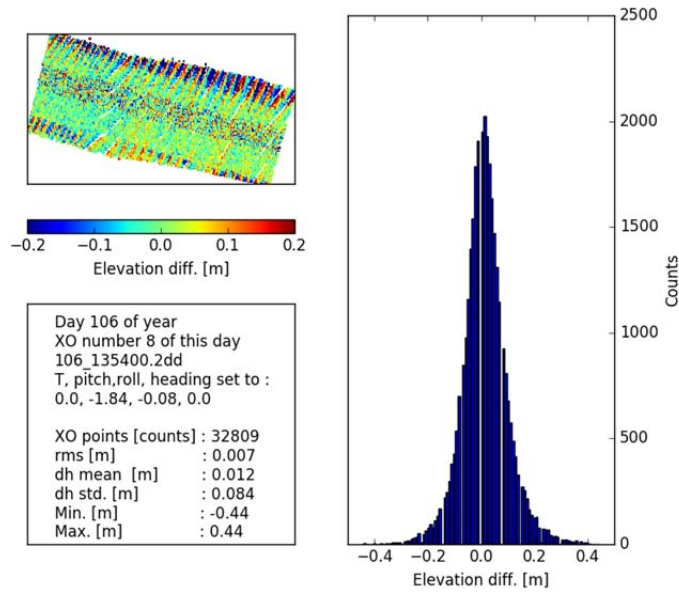 −0.2 −0.1 0.0 0.1 0.2
Elevation diff. [m]
Day 106 of year
XO number 8 of this day
106_135400.2dd
T, pitch,roll, heading set to :
0.0, -1.84, -0.08, 0.0
XO points [counts] : 32809
rms [m] : 0.007
dh mean [m] : 0.012
dh std. [m] : 0.084
Min. [m] : -0.44
Max. [m] : 0.44
2500
2000
1500
1000
500
0
Counts
−0.4 −0.2 0.0 0.2 0.4
Elevation diff. [m]